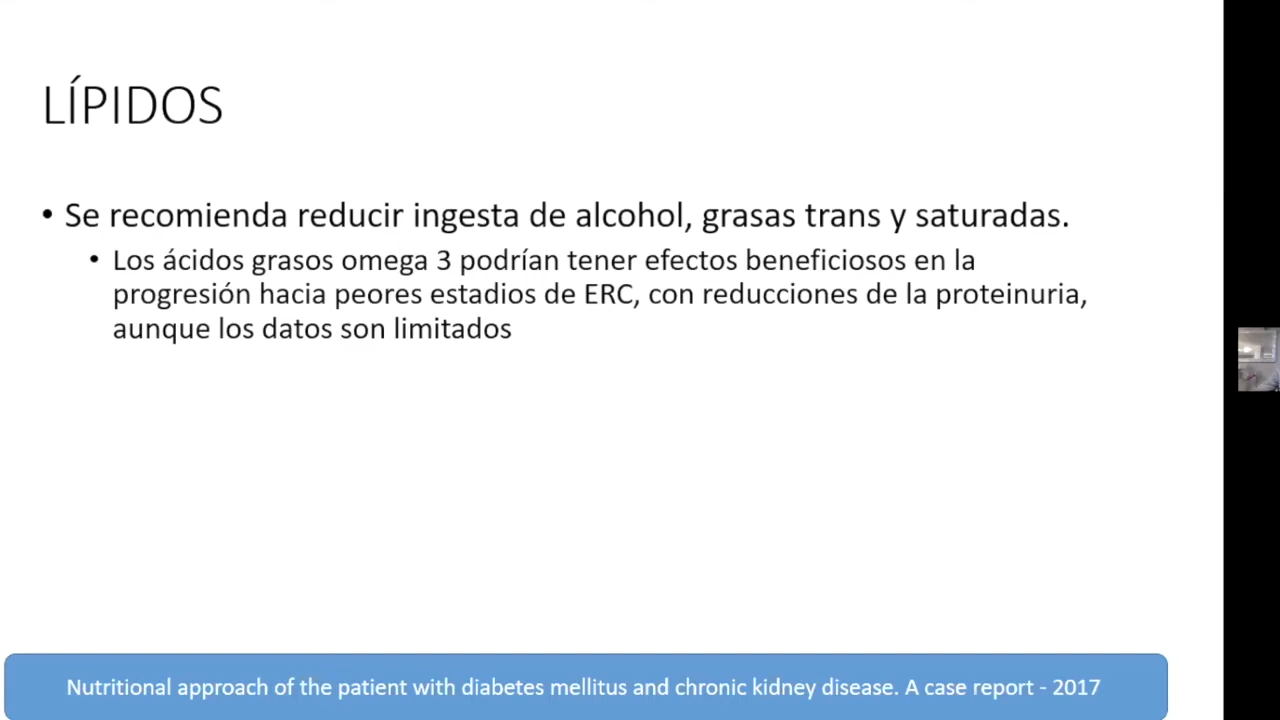 LÍPIDOS
• Se recomienda reducir ingesta de alcohol, grasas trans y saturadas.
• Los ácidos grasos omega 3 podrían tener efectos beneficiosos en la
progresión hacia peores estadios de ERC, con reducciones de la proteinuria,
aunque los datos son limitados
Nutritional approach of the patient with diabetes mellitus and chronic kidney disease. A case report - 2017